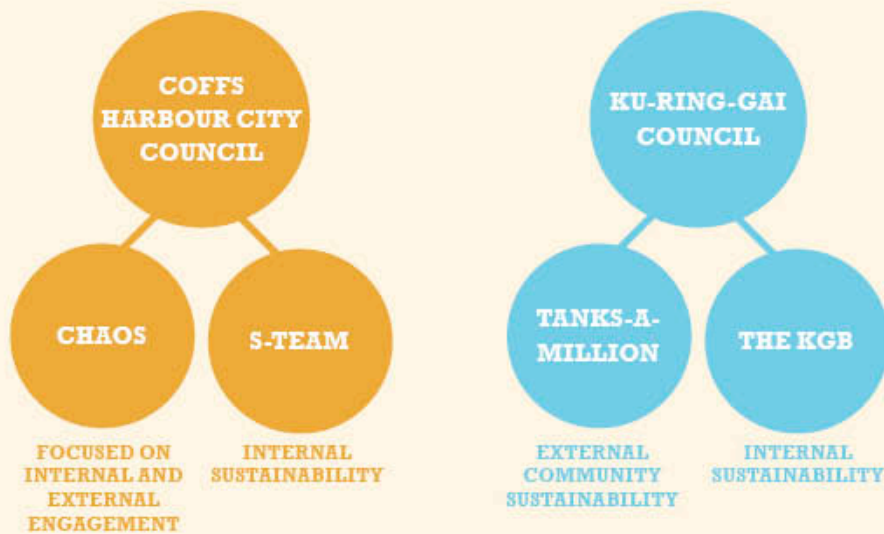 COFFS
HARBOUR CITY
COUNCIL
CHAOS
S-TEAM
FOCUSED ON
INTERNAL AND
EXTERNAL
ENGAGEMENT
INTERNAL
SUSTAINABILITY
KU-RING-GAI
COUNCIL
TANKS-A-
MILLION
THE KGB
EXTERNAL
COMMUNITY
SUSTAINABILITY
INTERNAL
SUSTAINABILITY